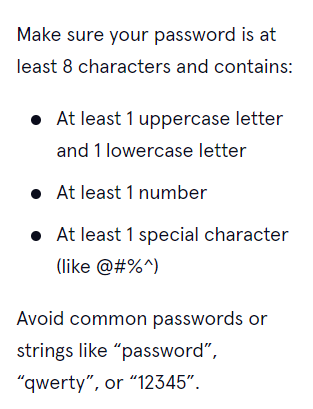 Make sure your password is at
least 8 characters and contains:
● At least 1 uppercase letter
and 1 lowercase letter
● At least 1 number
● At least 1 special character
(like @#%^)
Avoid common passwords or
strings like “password”,
“qwerty”, or “12345”.